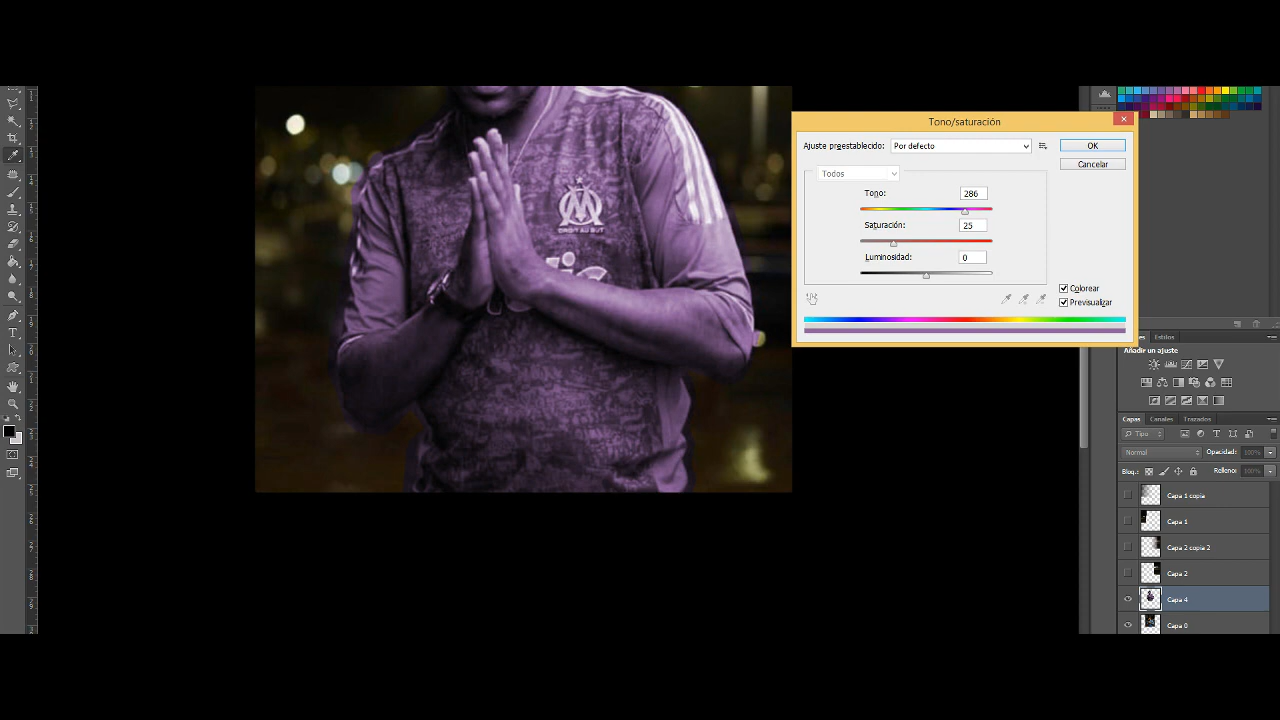 Tono/saturación
Ajuste preestablecido: Por defecto
OK
Cancelar
Todos
Tono: 286
Saturación: 25
Luminosidad: 0
Colorear
Previsualizar
DROIT AU BUT
Estilos
Añadir un ajuste
Capas Canales Trazados
Tipo
Normal Opacidad: 100%
Bloq.: Relleno: 100%
Capa 1 copia
Capa 1
Capa 2 copia 2
Capa 2
Capa 4
Capa 0